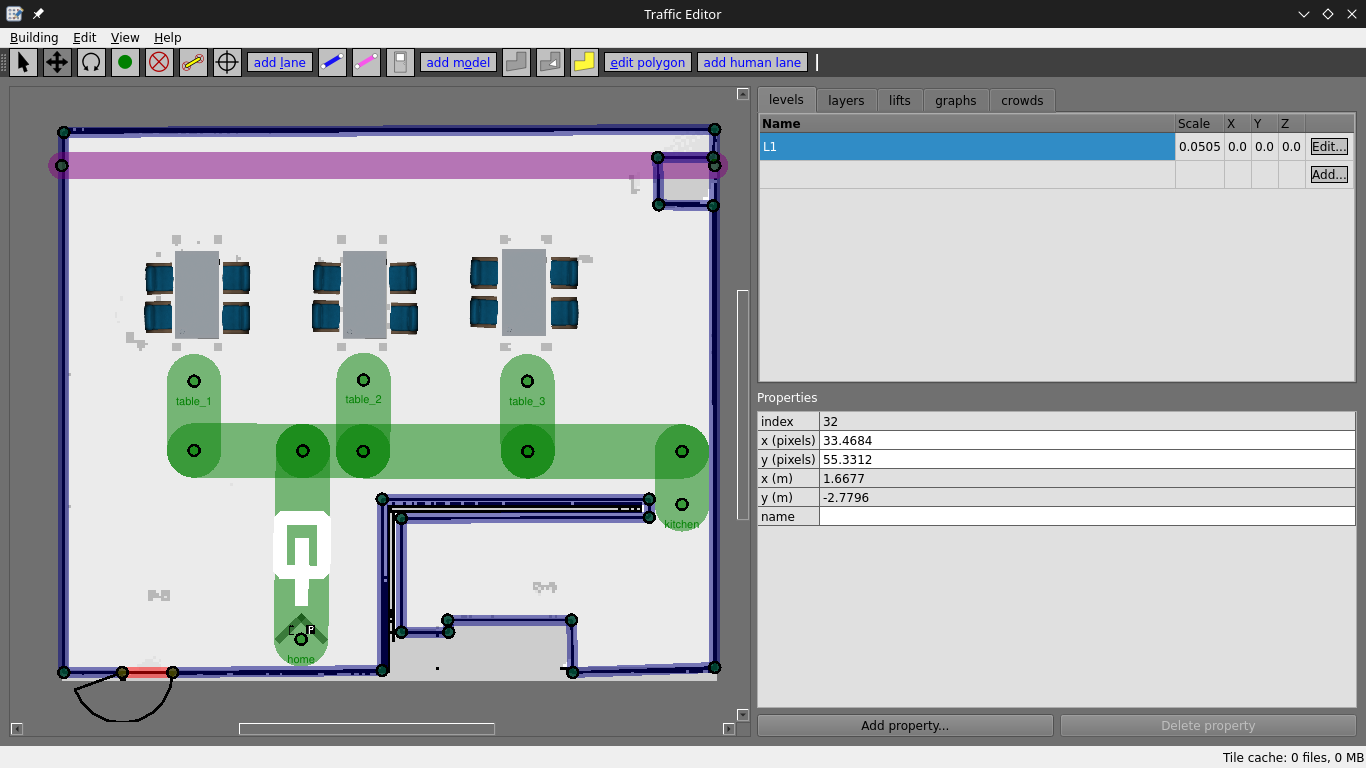 Traffic Editor
Building Edit View Help
add lane add model edit polygon add human lane
levels layers lifts graphs crowds
Name Scale X Y Z
L1 0.0505 0.0 0.0 0.0 Edit...
Add...
table_1 table_2 table_3
kitchen
P
home
Properties
index 32
x (pixels) 33.4684
y (pixels) 55.3312
x (m) 1.6677
y (m) -2.7796
name
Add property... Delete property
Tile cache: 0 files, 0 MB